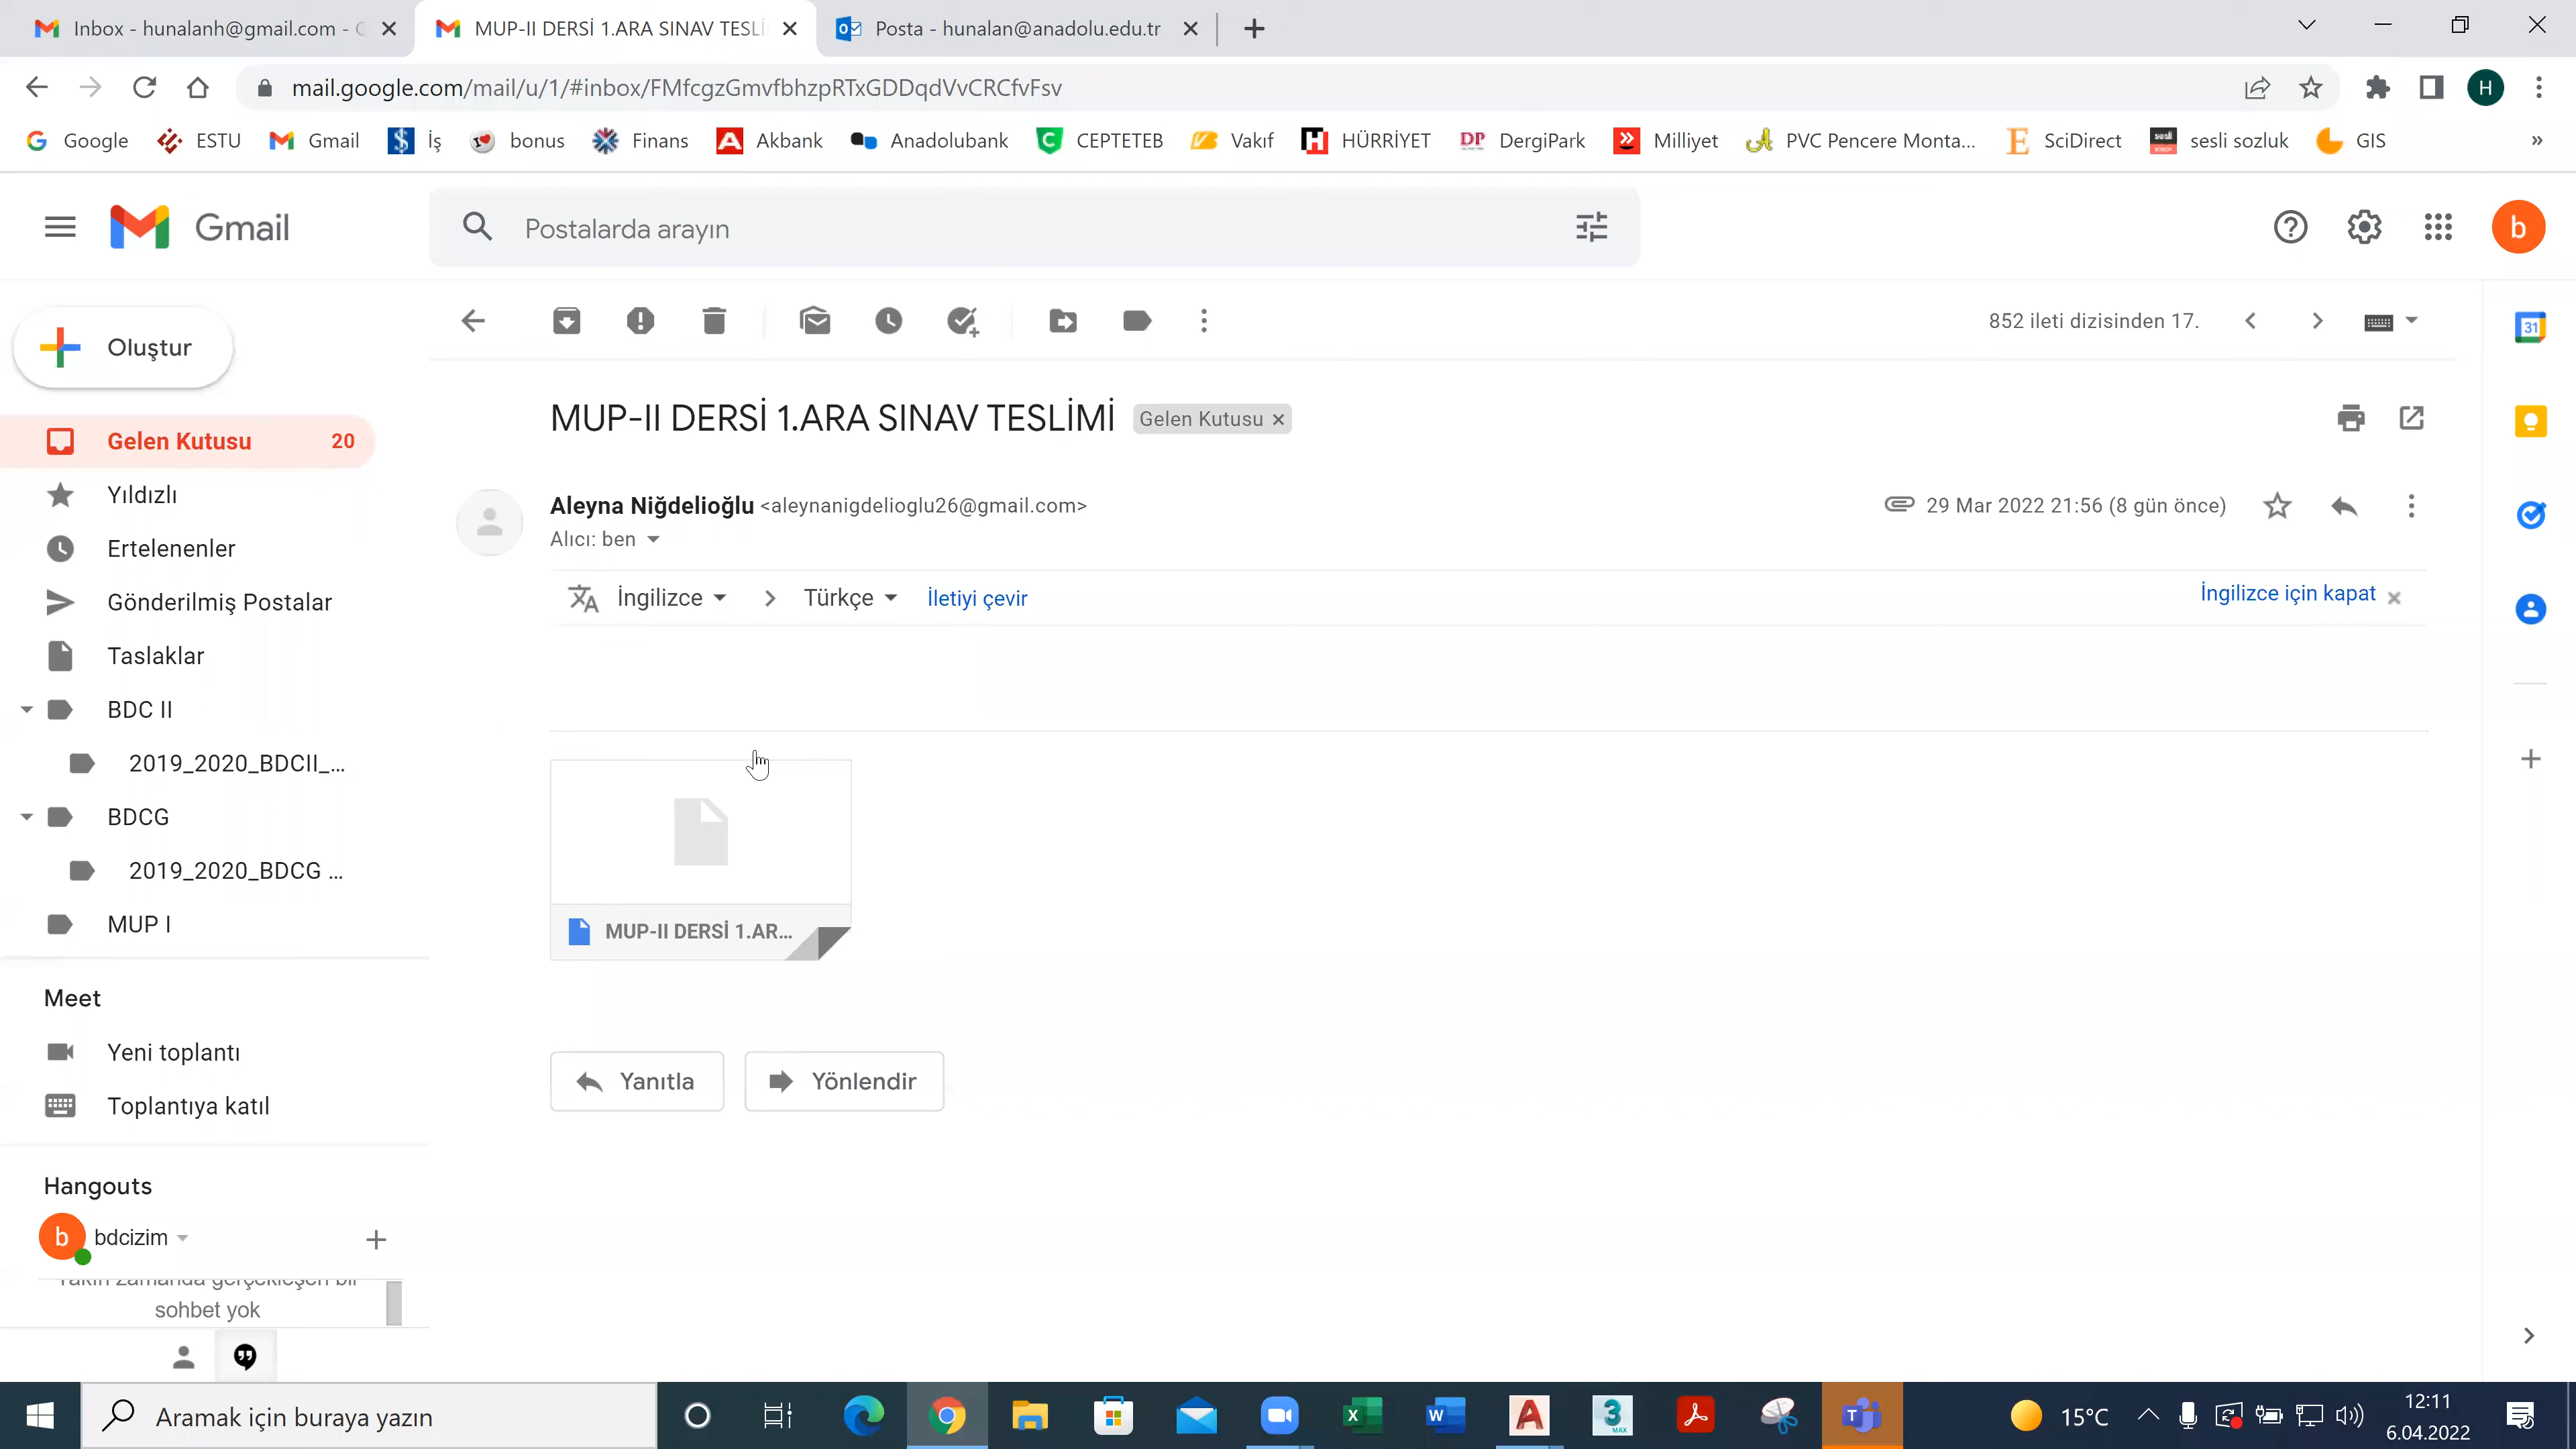 Inbox - hunalanh@gmail.com -
MUP-II DERSİ 1.ARA SINAV TESLİ
Posta - hunalan@anadolu.edu.tr
mail.google.com/mail/u/1/#inbox/FMfcgzGmvfbhzpRTxGDDqdVvCRCfvFsv
H
Google
ESTU
Gmail
İş
bonus
Finans
Akbank
Anadolubank
CEPTETEB
Vakıf
HÜRRİYET
DergiPark
Milliyet
PVC Pencere Monta...
SciDirect
sesli sozluk
GIS
»
Gmail
Postalarda arayın
b
Oluştur
852 ileti dizisinden 17.
MUP-II DERSİ 1.ARA SINAV TESLİMİ
Gelen Kutusu ×
Gelen Kutusu 20
Yıldızlı
Ertelenenler
Gönderilmiş Postalar
Taslaklar
BDC II
2019_2020_BDCII_...
BDCG
2019_2020_BDCG ...
MUP I
Aleyna Niğdelioğlu <aleynanigdelioglu26@gmail.com>
29 Mar 2022 21:56 (8 gün önce)
Alıcı: ben
İngilizce
Türkçe
İletiyi çevir
İngilizce için kapat ×
MUP-II DERSİ 1.AR...
Yanıtla
Yönlendir
Meet
Yeni toplantı
Toplantıya katıl
Hangouts
b
bdcizim
Yakın zamanda gerçekleşen bir
sohbet yok
31
Aramak için buraya yazın
15°C
12:11
6.04.2022